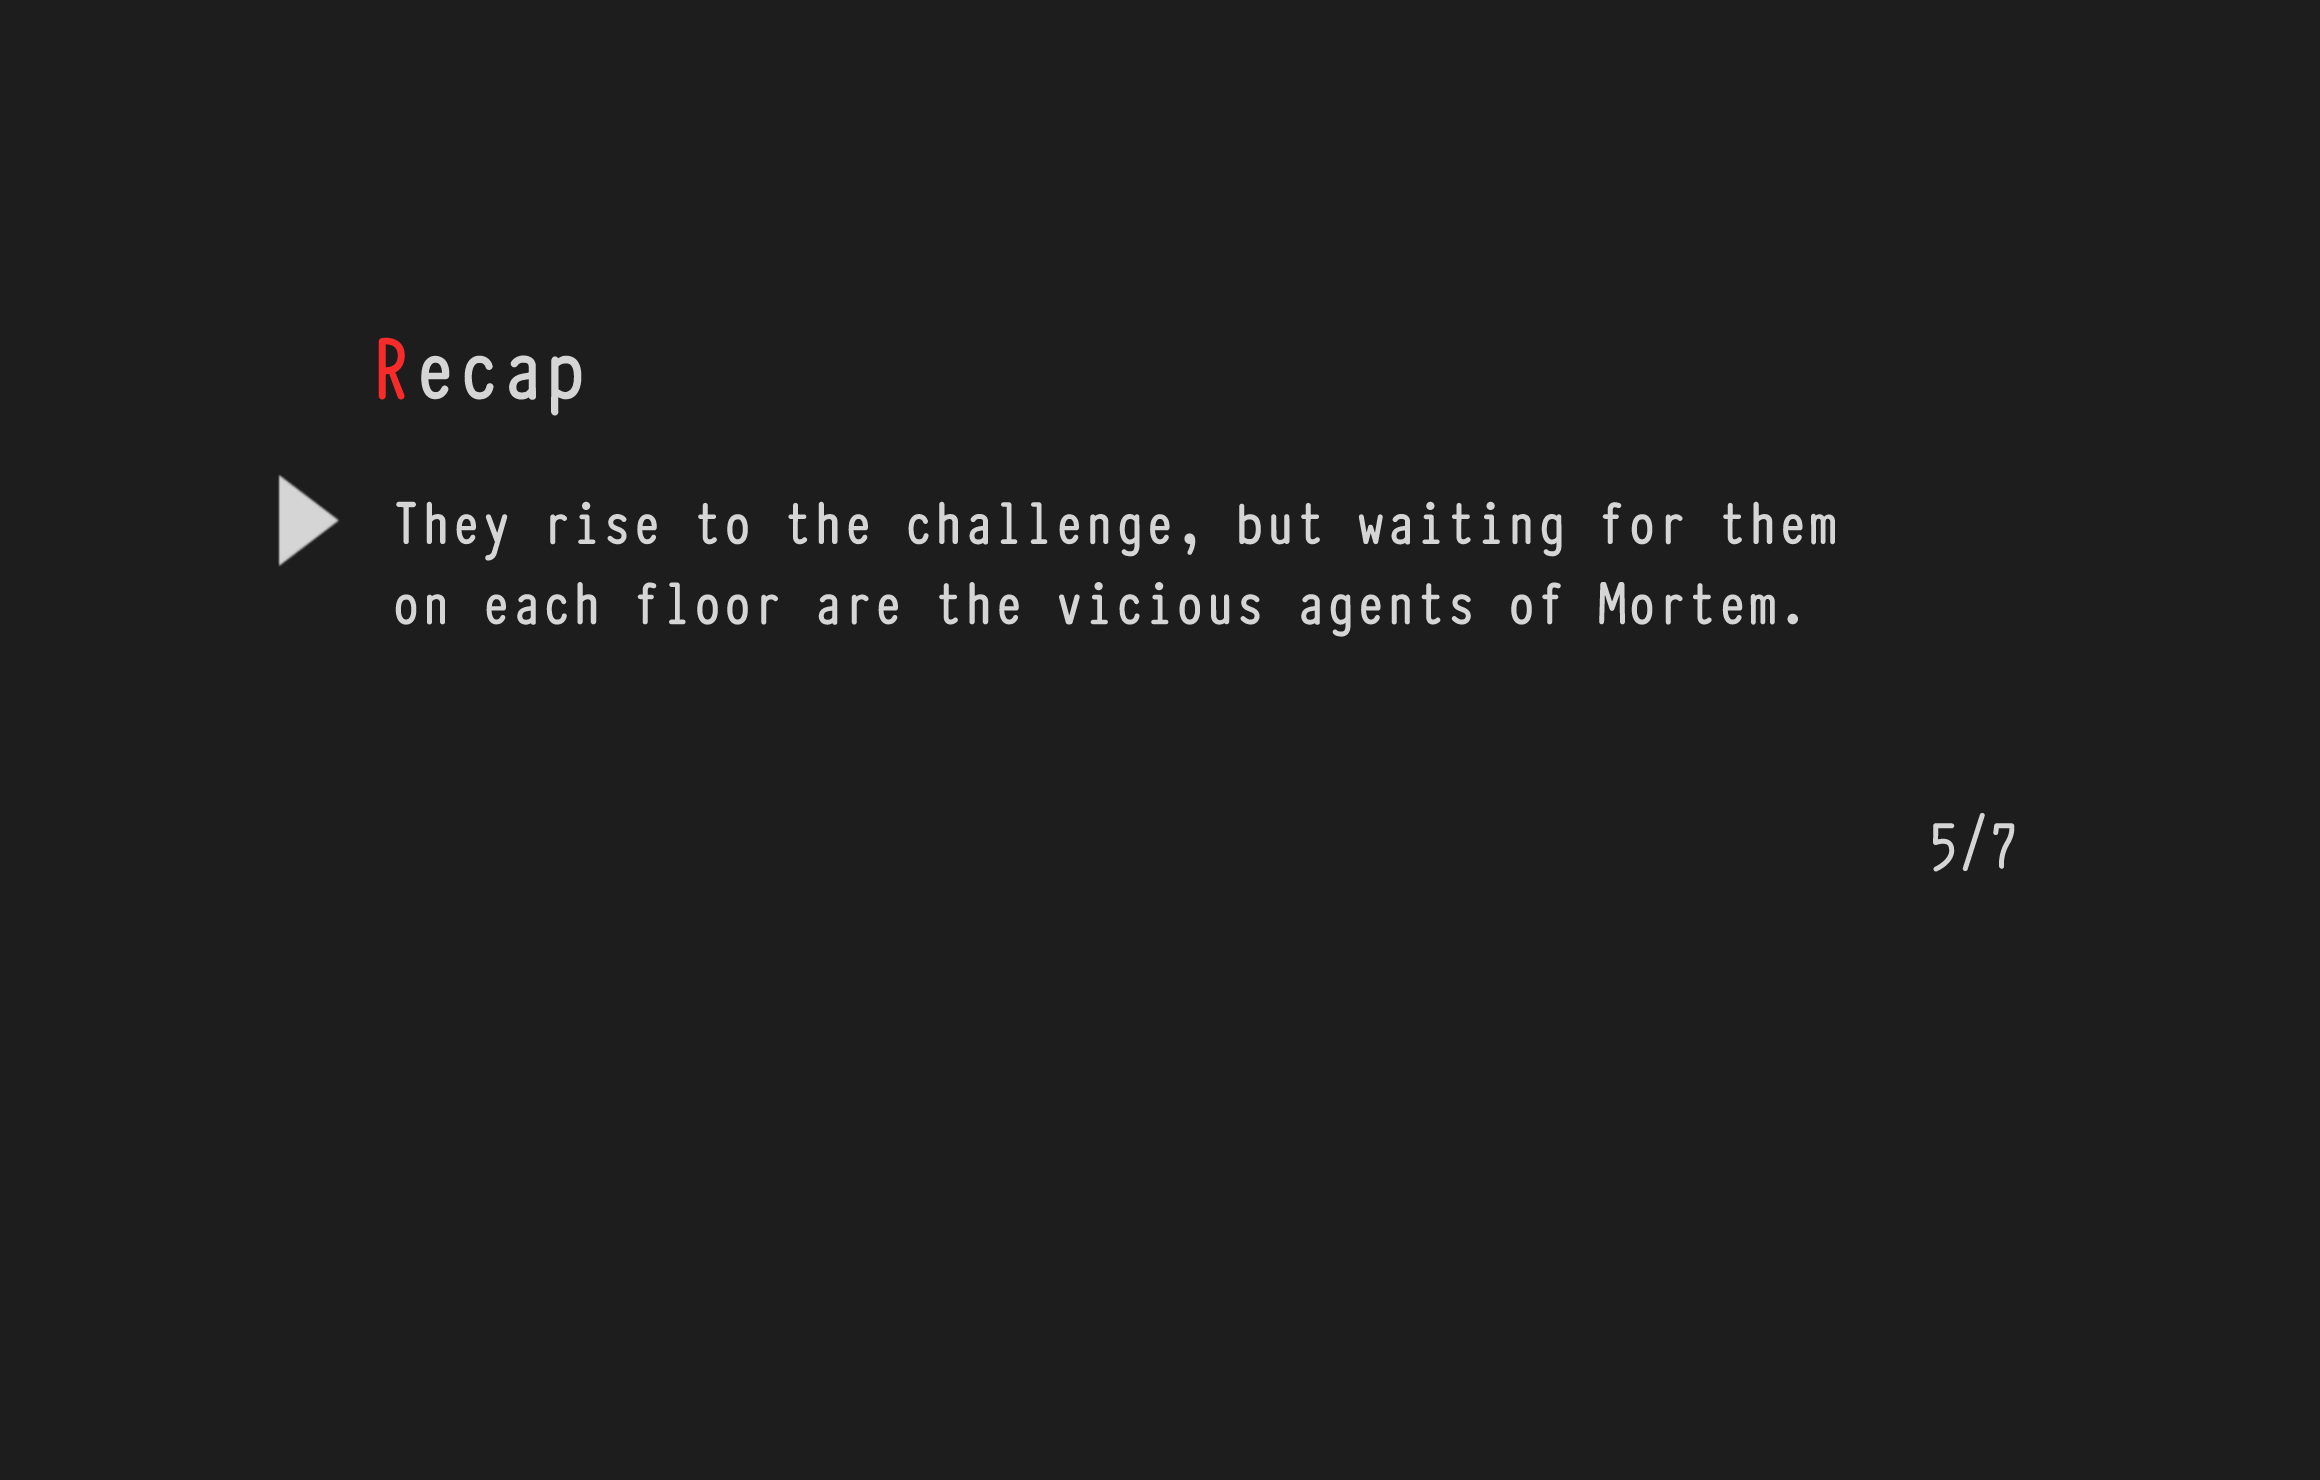 Recap
They rise to the challenge, but waiting for them
on each floor are the vicious agents of Mortem.
5/7